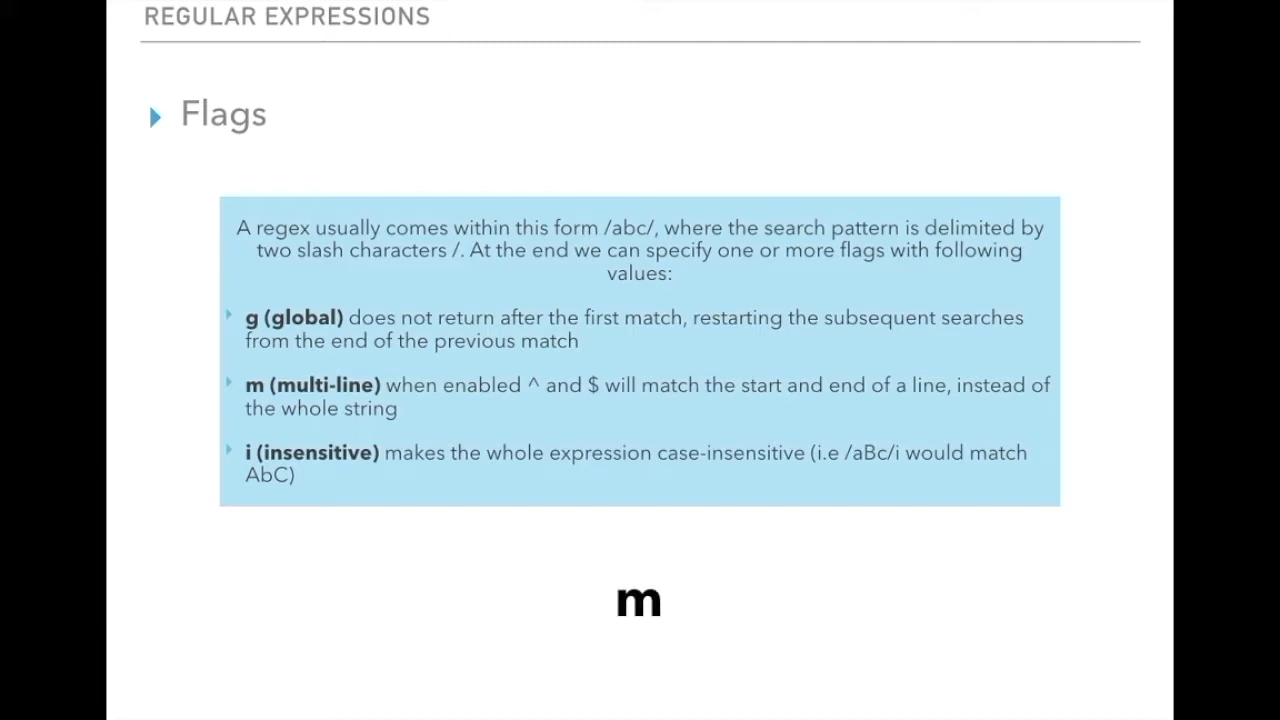 REGULAR EXPRESSIONS
Flags
A regex usually comes within this form /abc/, where the search pattern is delimited by
two slash characters /. At the end we can specify one or more flags with following
values:
g (global) does not return after the first match, restarting the subsequent searches
from the end of the previous match
m (multi-line) when enabled ^ and $ will match the start and end of a line, instead of
the whole string
i (insensitive) makes the whole expression case-insensitive (i.e /aBc/i would match
AbC)
m